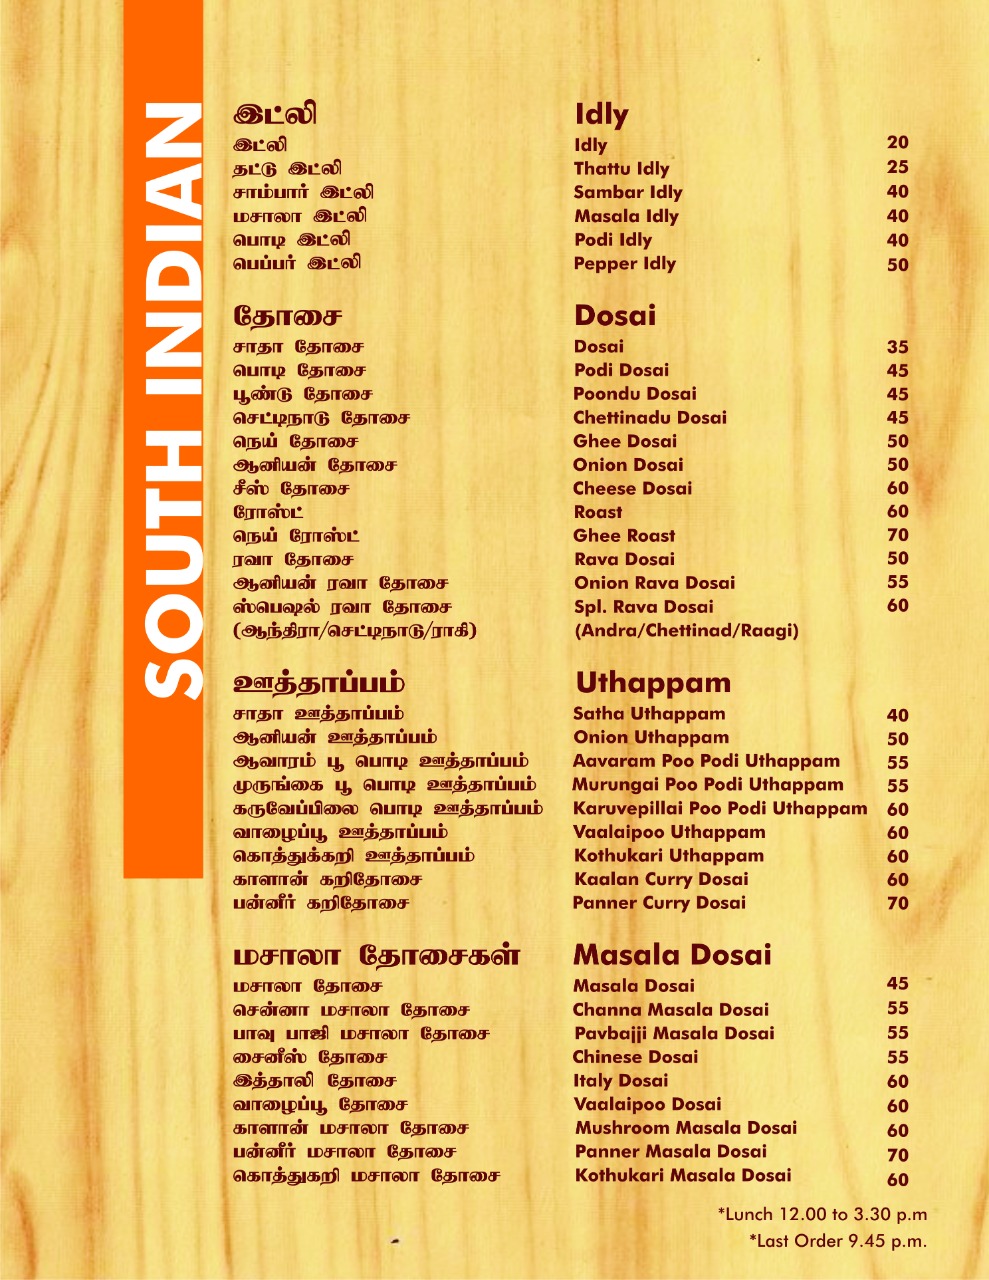 SOUTH INDIAN
இட்லி Idly
இட்லி Idly 20
தட்டு இட்லி Thattu Idly 25
சாம்பார் இட்லி Sambar Idly 40
மசாலா இட்லி Masala Idly 40
பொடி இட்லி Podi Idly 40
பெப்பர் இட்லி Pepper Idly 50
தோசை Dosai
சாதா தோசை Dosai 35
பொடி தோசை Podi Dosai 45
பூண்டு தோசை Poondu Dosai 45
செட்டிநாடு தோசை Chettinadu Dosai 45
நெய் தோசை Ghee Dosai 50
ஆனியன் தோசை Onion Dosai 50
சீஸ் தோசை Cheese Dosai 60
ரோஸ்ட் Roast 60
நெய் ரோஸ்ட் Ghee Roast 70
ரவா தோசை Rava Dosai 50
ஆனியன் ரவா தோசை Onion Rava Dosai 55
ஸ்பெஷல் ரவா தோசை Spl. Rava Dosai 60
(ஆந்திரா/செட்டிநாடு/ராகி) (Andra/Chettinad/Raagi)
ஊத்தாப்பம் Uthappam
சாதா ஊத்தாப்பம் Satha Uthappam 40
ஆனியன் ஊத்தாப்பம் Onion Uthappam 50
ஆவாரம் பூ பொடி ஊத்தாப்பம் Aavaram Poo Podi Uthappam 55
முருங்கை பூ பொடி ஊத்தாப்பம் Murungai Poo Podi Uthappam 55
கருவேப்பிலை பொடி ஊத்தாப்பம் Karuvepillai Poo Podi Uthappam 60
வாழைப்பூ ஊத்தாப்பம் Vaalaipoo Uthappam 60
கொத்துக்கறி ஊத்தாப்பம் Kothukari Uthappam 60
காளான் கறிதோசை Kaalan Curry Dosai 60
பன்னீர் கறிதோசை Panner Curry Dosai 70
மசாலா தோசைகள் Masala Dosai
மசாலா தோசை Masala Dosai 45
சென்னா மசாலா தோசை Channa Masala Dosai 55
பாவு பாஜி மசாலா தோசை Pavbajji Masala Dosai 55
சைனீஸ் தோசை Chinese Dosai 55
இத்தாலி தோசை Italy Dosai 60
வாழைப்பூ தோசை Vaalaipoo Dosai 60
காளான் மசாலா தோசை Mushroom Masala Dosai 60
பன்னீர் மசாலா தோசை Panner Masala Dosai 70
கொத்துகறி மசாலா தோசை Kothukari Masala Dosai 60
*Lunch 12.00 to 3.30 p.m
*Last Order 9.45 p.m.